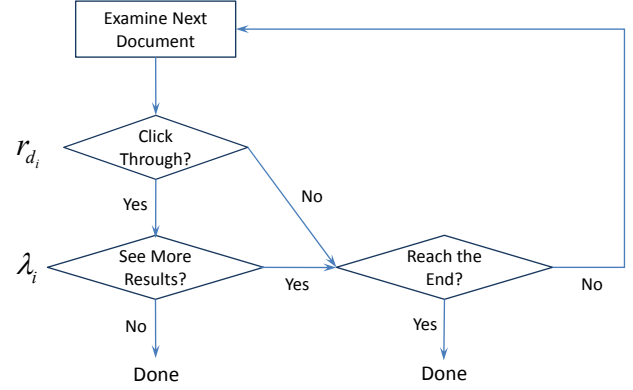 Examine Next
Document
r_{d_i}
Click
Through?
No
Yes
λ_i
See More
Results?
Yes
Reach the
End?
No
No
Yes
Done
Done